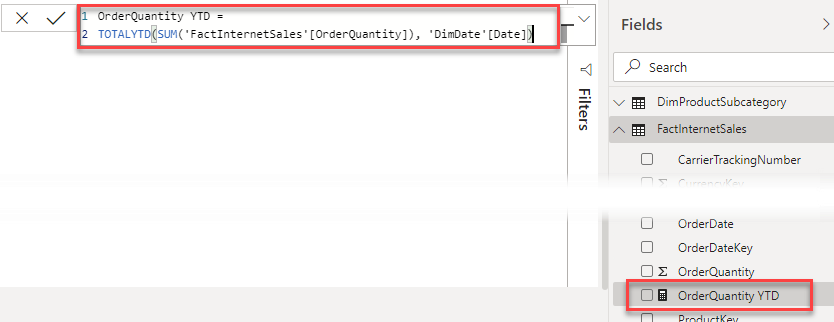 1 OrderQuantity YTD =
2 TOTALYTD(SUM('FactInternetSales'[OrderQuantity]), 'DimDate'[Date])
Filters
Fields
Search
DimProductSubcategory
FactInternetSales
CarrierTrackingNumber
CurrencyKey
OrderDate
OrderDateKey
OrderQuantity
OrderQuantity YTD
ProductKey